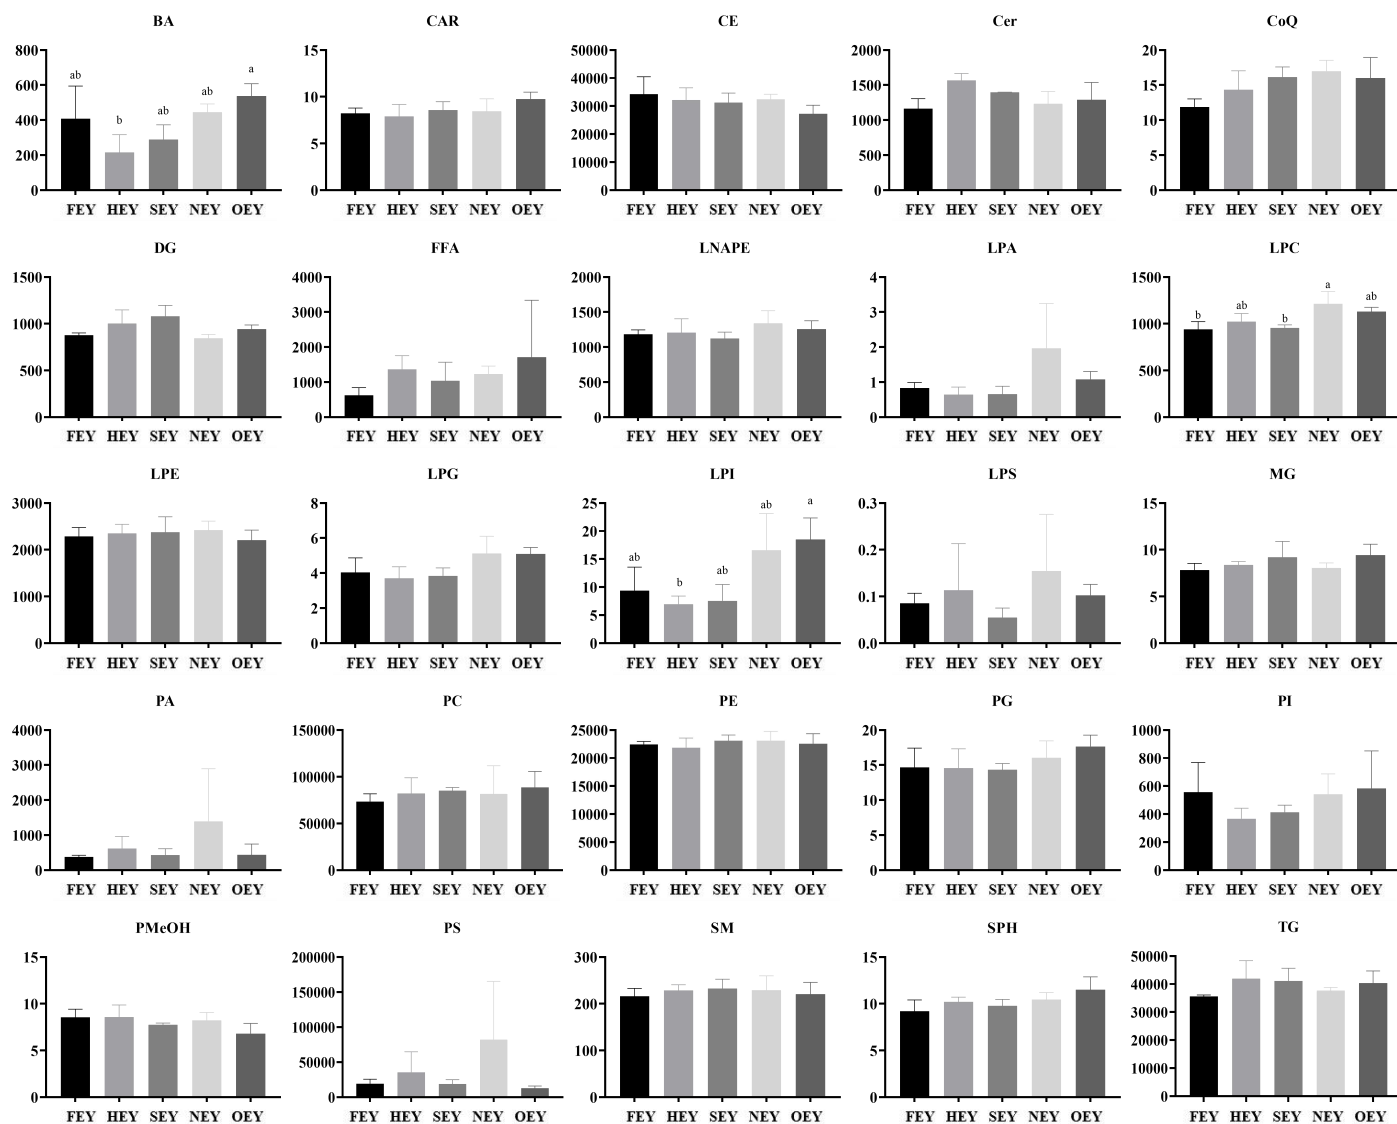 BA CAR CE Cer CoQ
800 15 50000 2000 20
ab a
40000
600 ab ab 1500 15
10 30000
400 b 1000 10
20000
5
200 500 5
10000
0 0 0 0 0
FEY HEY SEY NEY OEY FEY HEY SEY NEY OEY FEY HEY SEY NEY OEY FEY HEY SEY NEY OEY FEY HEY SEY NEY OEY
DG FFA LNAPE LPA LPC
1500 4000 2000 4 1500
a
ab
3000 1500 3 ab
1000 b b 1000
2000 1000 2
500 500
1000 500 1
0 0 0 0 0
FEY HEY SEY NEY OEY FEY HEY SEY NEY OEY FEY HEY SEY NEY OEY FEY HEY SEY NEY OEY FEY HEY SEY NEY OEY
LPE LPG LPI LPS MG
3000 8 25 ab a 0.3 15
20
6 ab
2000 ab 0.2 10
15
4 b
10
1000 0.1 5
2 5
0 0 0 0.0 0
FEY HEY SEY NEY OEY FEY HEY SEY NEY OEY FEY HEY SEY NEY OEY FEY HEY SEY NEY OEY FEY HEY SEY NEY OEY
PA PC PE PG PI
4000 150000 25000 20 1000
20000 800
3000 15
100000
15000 600
2000 10
10000 400
50000
1000 5
5000 200
0 0 0 0 0
FEY HEY SEY NEY OEY FEY HEY SEY NEY OEY FEY HEY SEY NEY OEY FEY HEY SEY NEY OEY FEY HEY SEY NEY OEY
PMeOH PS SM SPH TG
15 200000 300 15 50000
40000
150000
10 200 10 30000
100000
20000
5 100 5
50000
10000
0 0 0 0 0
FEY HEY SEY NEY OEY FEY HEY SEY NEY OEY FEY HEY SEY NEY OEY FEY HEY SEY NEY OEY FEY HEY SEY NEY OEY